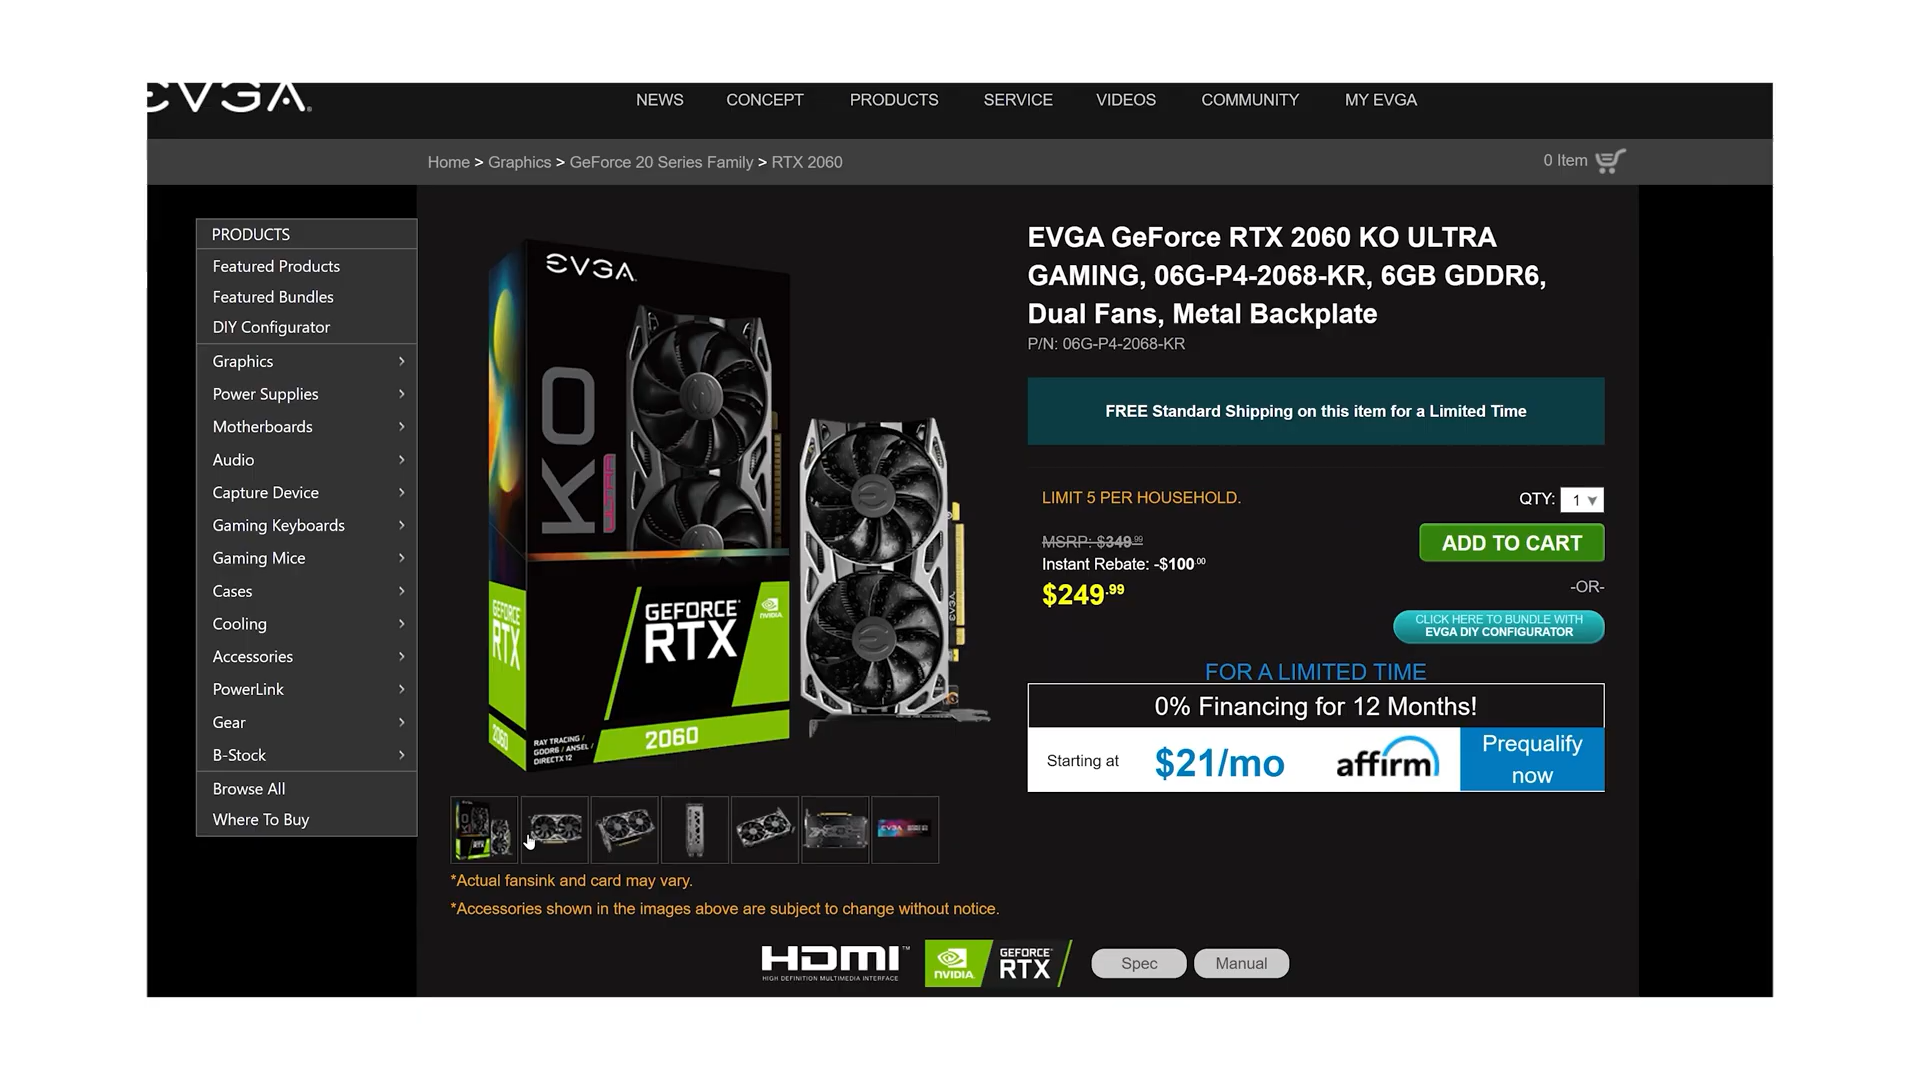 EVGA
NEWS CONCEPT PRODUCTS SERVICE VIDEOS COMMUNITY MY EVGA
Home > Graphics > GeForce 20 Series Family > RTX 2060
0 Item
PRODUCTS
Featured Products
Featured Bundles
DIY Configurator
Graphics
Power Supplies
Motherboards
Audio
Capture Device
Gaming Keyboards
Gaming Mice
Cases
Cooling
Accessories
PowerLink
Gear
B-Stock
Browse All
Where To Buy
EVGA
KO
ULTRA
GEFORCE
RTX
NVIDIA
GEFORCE
RTX
2060
2060
RAY TRACING /
GDDR6 / ANSEL /
DIRECTX 12
EVGA
EVGA GeForce RTX 2060 KO ULTRA
GAMING, 06G-P4-2068-KR, 6GB GDDR6,
Dual Fans, Metal Backplate
P/N: 06G-P4-2068-KR
FREE Standard Shipping on this item for a Limited Time
LIMIT 5 PER HOUSEHOLD.
QTY: 1
MSRP: $349.99
Instant Rebate: -$100.00
$249.99
ADD TO CART
-OR-
CLICK HERE TO BUNDLE WITH
EVGA DIY CONFIGURATOR
FOR A LIMITED TIME
0% Financing for 12 Months!
Starting at $21/mo affirm
Prequalify
now
*Actual fansink and card may vary.
*Accessories shown in the images above are subject to change without notice.
HDMI™
HIGH DEFINITION MULTIMEDIA INTERFACE
NVIDIA.
GEFORCE
RTX
Spec
Manual